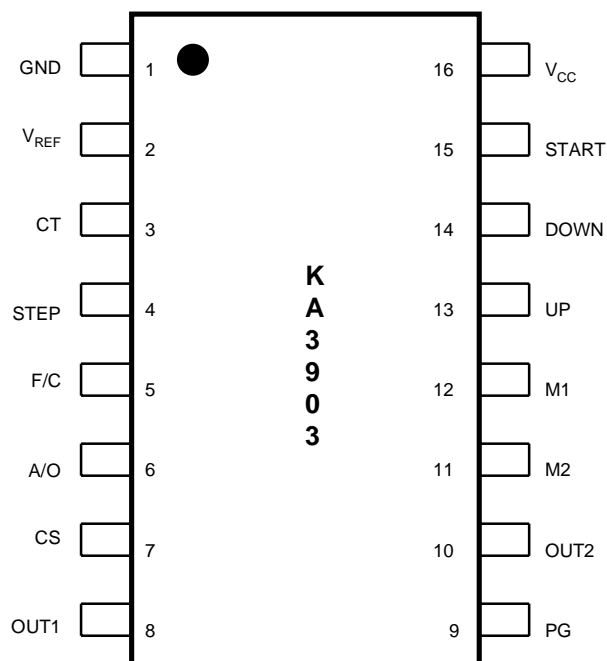 GND 1 16 VCC
VREF 2 15 START
CT 3 14 DOWN
STEP 4 13 UP
F/C 5 12 M1
A/O 6 11 M2
CS 7 10 OUT2
OUT1 8 9 PG
K
A
3
9
0
3